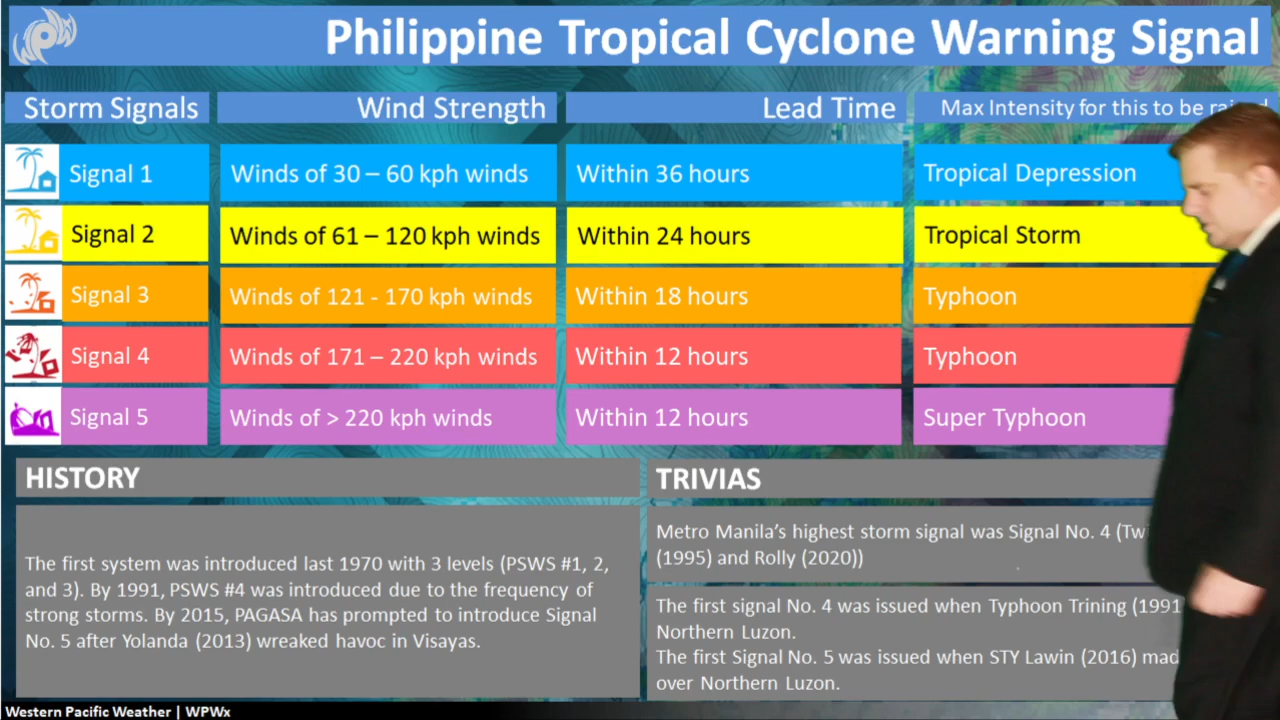 Philippine Tropical Cyclone Warning Signal
Storm Signals Wind Strength Lead Time Max Intensity for this to be
Signal 1 Winds of 30 – 60 kph winds Within 36 hours Tropical Depression
Signal 2 Winds of 61 – 120 kph winds Within 24 hours Tropical Storm
Signal 3 Winds of 121 - 170 kph winds Within 18 hours Typhoon
Signal 4 Winds of 171 – 220 kph winds Within 12 hours Typhoon
Signal 5 Winds of > 220 kph winds Within 12 hours Super Typhoon
HISTORY
The first system was introduced last 1970 with 3 levels (PSWS #1, 2,
and 3). By 1991, PSWS #4 was introduced due to the frequency of
strong storms. By 2015, PAGASA has prompted to introduce Signal
No. 5 after Yolanda (2013) wreaked havoc in Visayas.
TRIVIAS
Metro Manila's highest storm signal was Signal No. 4
(1995) and Rolly (2020))
The first signal No. 4 was issued when Typhoon Trining (1991
Northern Luzon.
The first Signal No. 5 was issued when STY Lawin (2016)
over Northern Luzon.
Western Pacific Weather | WPWx